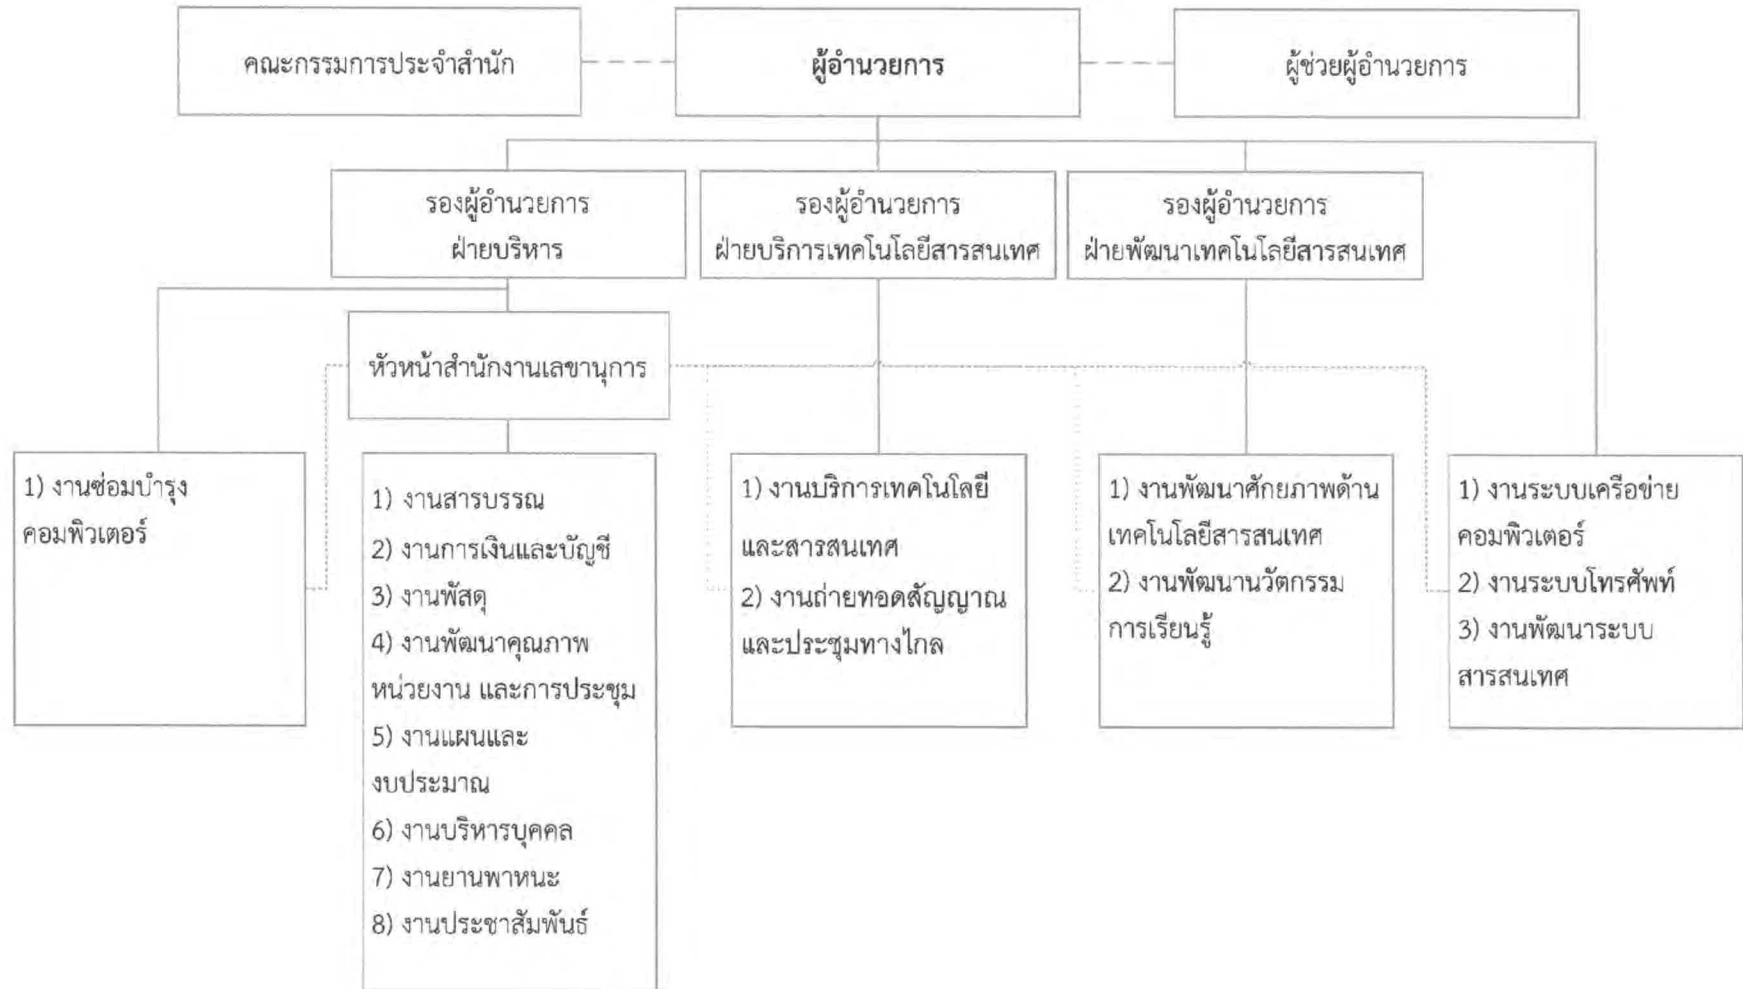 คณะกรรมการประจำสำนัก
ผู้อำนวยการ
ผู้ช่วยผู้อำนวยการ
รองผู้อำนวยการ
ฝ่ายบริหาร
รองผู้อำนวยการ
ฝ่ายบริการเทคโนโลยีสารสนเทศ
รองผู้อำนวยการ
ฝ่ายพัฒนาเทคโนโลยีสารสนเทศ
หัวหน้าสำนักงานเลขานุการ
1) งานซ่อมบำรุง
คอมพิวเตอร์
1) งานสารบรรณ
2) งานการเงินและบัญชี
3) งานพัสดุ
4) งานพัฒนาคุณภาพ
หน่วยงาน และการประชุม
5) งานแผนและ
งบประมาณ
6) งานบริหารบุคคล
7) งานยานพาหนะ
8) งานประชาสัมพันธ์
1) งานบริการเทคโนโลยี
และสารสนเทศ
2) งานถ่ายทอดสัญญาณ
และประชุมทางไกล
1) งานพัฒนาศักยภาพด้าน
เทคโนโลยีสารสนเทศ
2) งานพัฒนานวัตกรรม
การเรียนรู้
1) งานระบบเครือข่าย
คอมพิวเตอร์
2) งานระบบโทรศัพท์
3) งานพัฒนาระบบ
สารสนเทศ